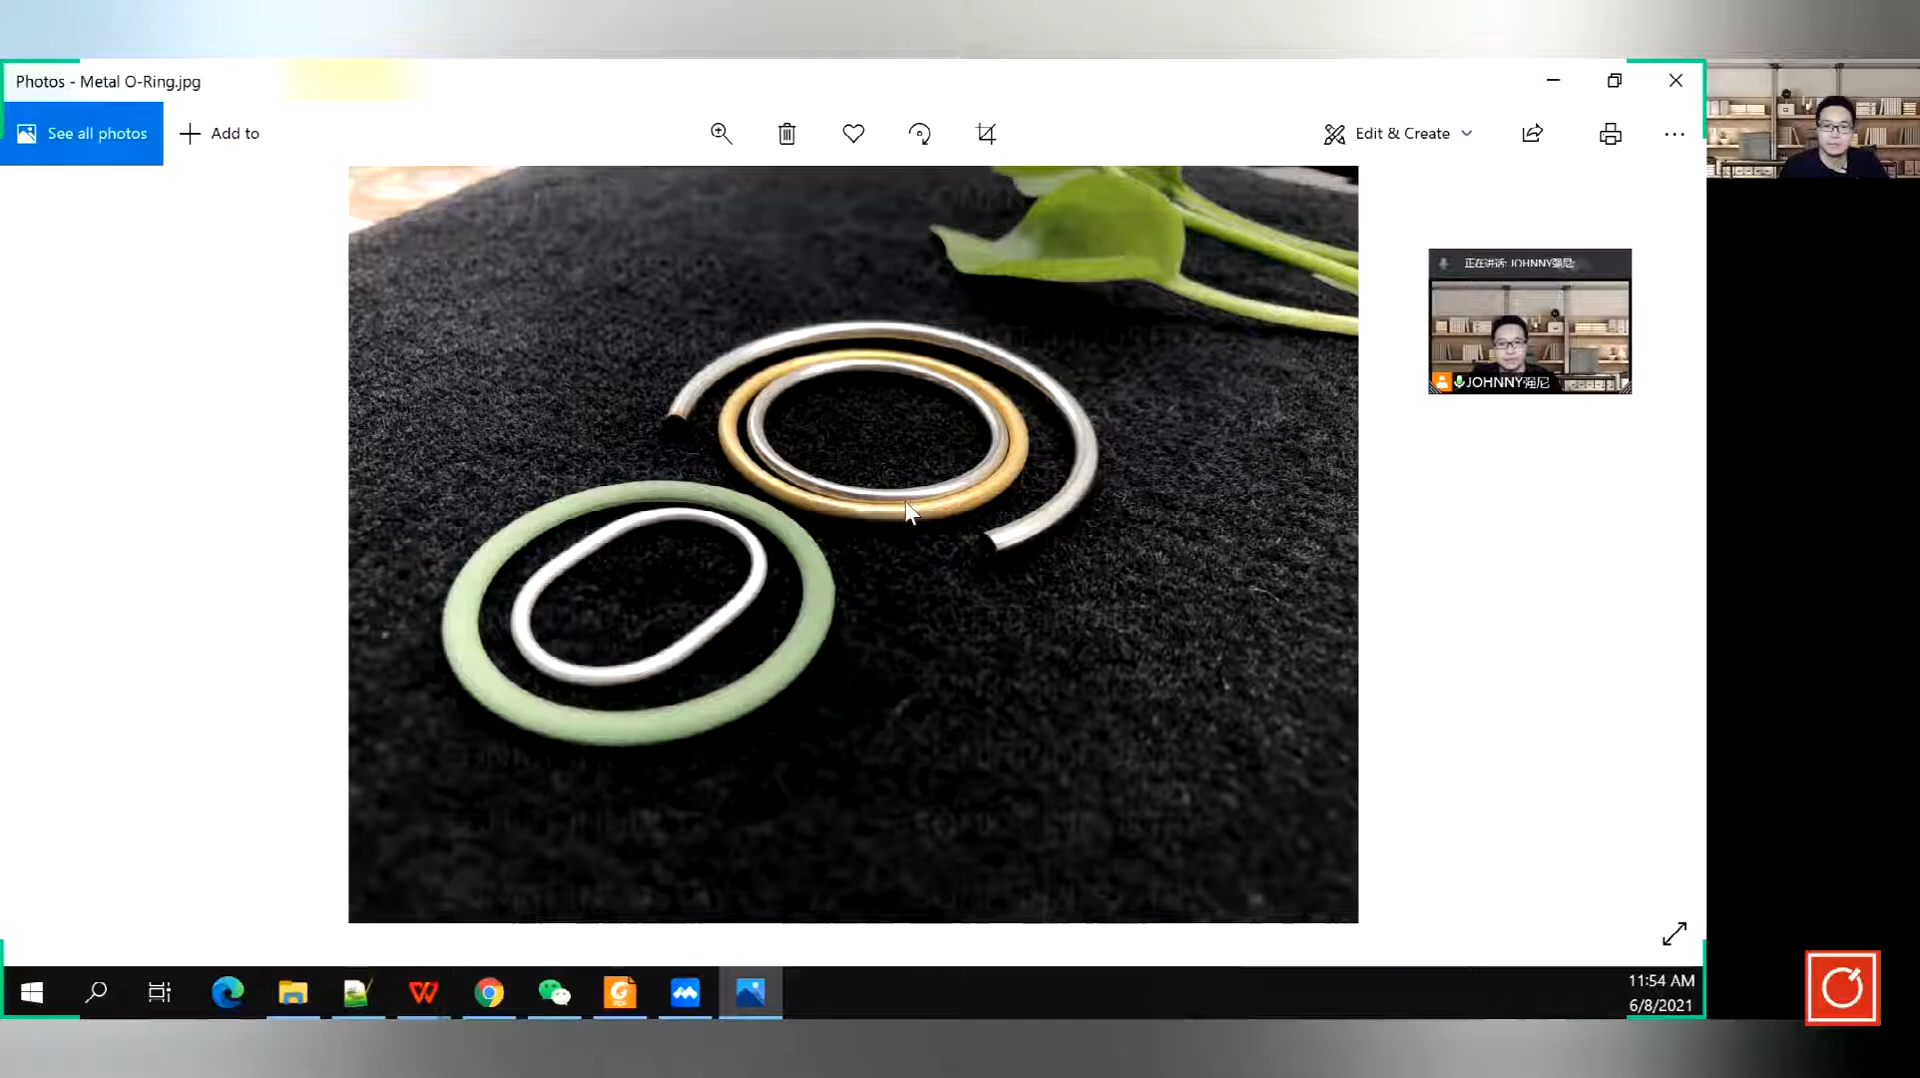 Photos - Metal O-Ring.jpg
See all photos
Add to
Edit & Create
正在讲话: JOHNNY强尼
JOHNNY强尼
11:54 AM
6/8/2021